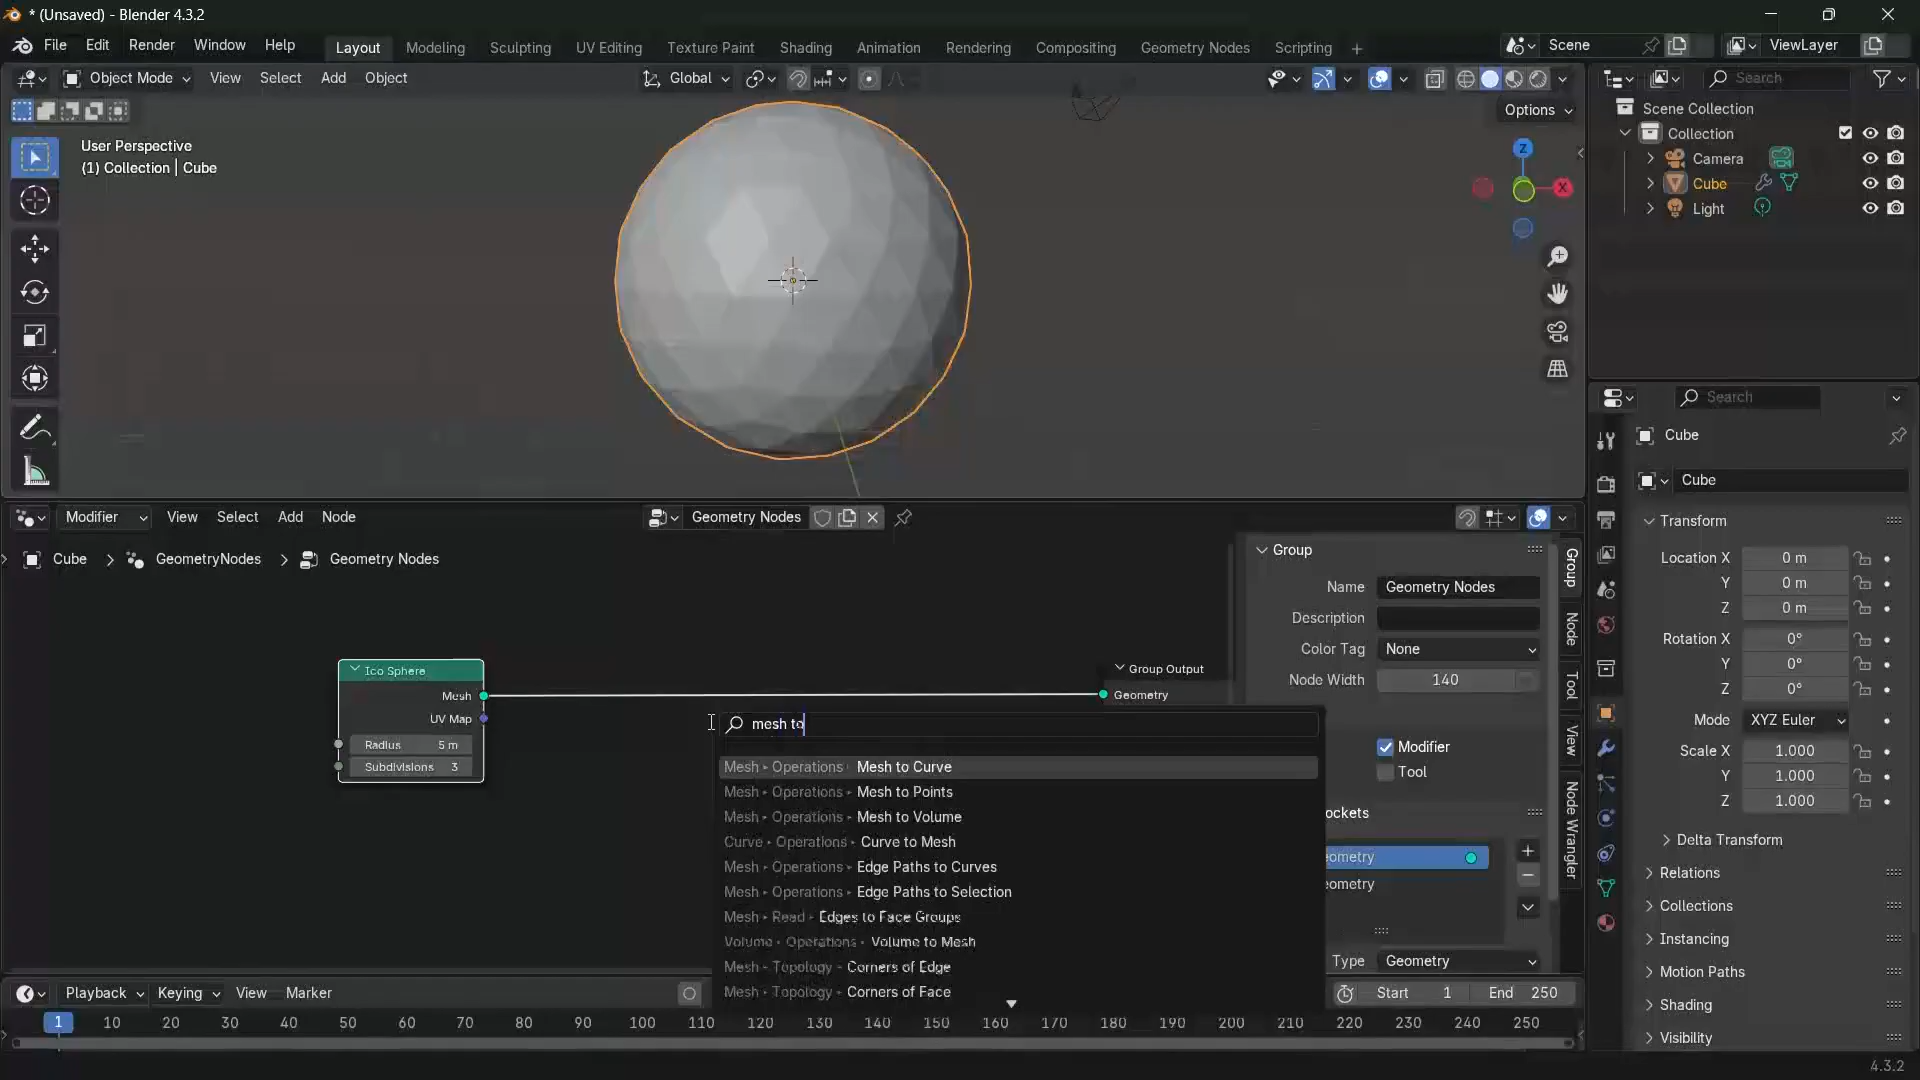 * (Unsaved) - Blender 4.3.2
File Edit Render Window Help
Layout Modeling Sculpting UV Editing Texture Paint Shading Animation Rendering Compositing Geometry Nodes Scripting +
Scene
ViewLayer
Object Mode View Select Add Object
Global
Search
Options
User Perspective
(1) Collection | Cube
Z
X
Scene Collection
Collection
Camera
Cube
Light
Search
Cube
Cube
Transform
Location X 0 m
Y 0 m
Z 0 m
Rotation X 0°
Y 0°
Z 0°
Mode XYZ Euler
Scale X 1.000
Y 1.000
Z 1.000
Delta Transform
Relations
Collections
Instancing
Motion Paths
Shading
Visibility
Modifier View Select Add Node
Geometry Nodes
Cube > GeometryNodes > Geometry Nodes
Ico Sphere
Mesh
UV Map
Radius 5 m
Subdivisions 3
Group Output
Geometry
mesh to
Mesh ▸ Operations ▸ Mesh to Curve
Mesh ▸ Operations ▸ Mesh to Points
Mesh ▸ Operations ▸ Mesh to Volume
Curve ▸ Operations ▸ Curve to Mesh
Mesh ▸ Operations ▸ Edge Paths to Curves
Mesh ▸ Operations ▸ Edge Paths to Selection
Mesh ▸ Read ▸ Edges to Face Groups
Volume ▸ Operations ▸ Volume to Mesh
Mesh ▸ Topology ▸ Corners of Edge
Mesh ▸ Topology ▸ Corners of Face
Group
Name Geometry Nodes
Description
Color Tag None
Node Width 140
Modifier
Tool
ockets
eometry
eometry
Type Geometry
Group
Node
Tool
View
Node Wrangler
Playback Keying View Marker
Start 1 End 250
1 10 20 30 40 50 60 70 80 90 100 110 120 130 140 150 160 170 180 190 200 210 220 230 240 250
4.3.2